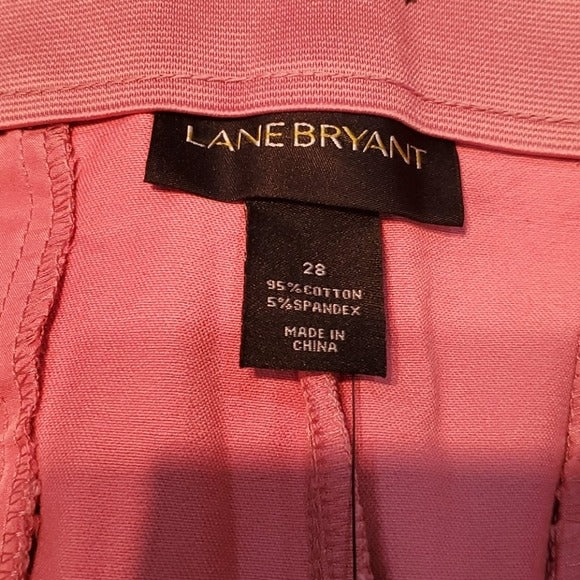 LANE BRYANT
28
95% COTTON
5% SPANDEX
MADE IN
CHINA